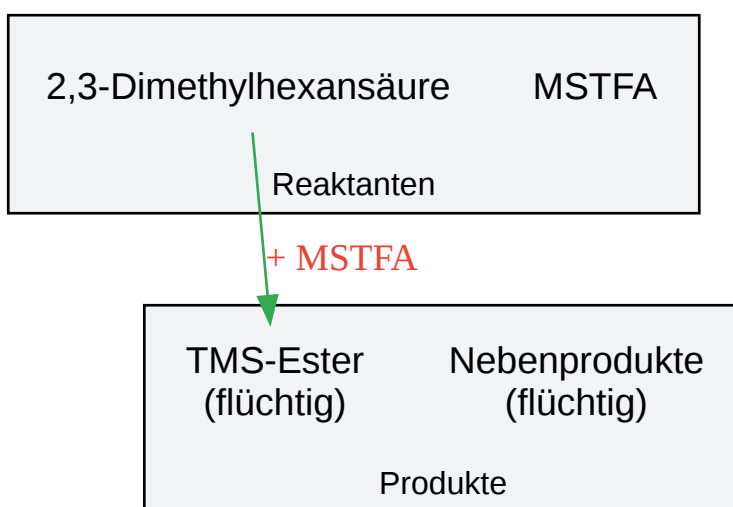 2,3-Dimethylhexansäure MSTFA
Reaktanten
+ MSTFA
TMS-Ester
(flüchtig)
Nebenprodukte
(flüchtig)
Produkte